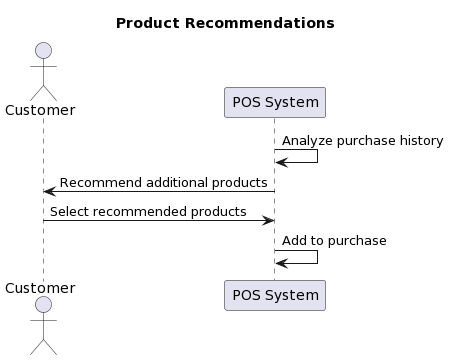 Product Recommendations
Customer
POS System
Analyze purchase history
Recommend additional products
Select recommended products
Add to purchase
Customer
POS System